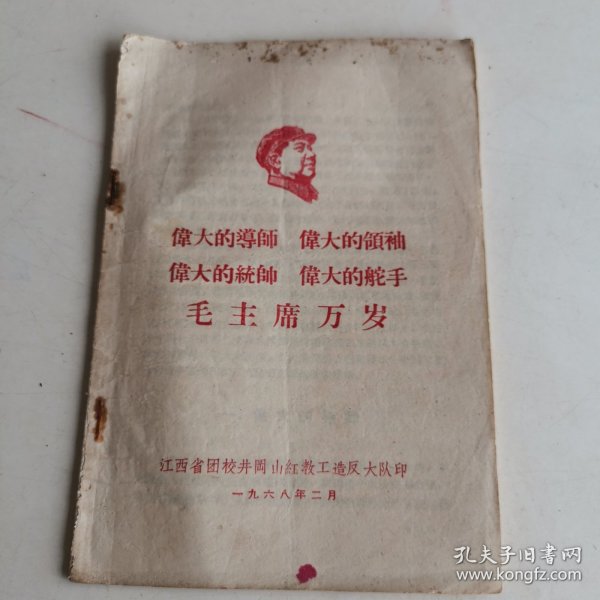 偉大的導師 偉大的領袖
偉大的統帥 偉大的舵手
毛主席万岁
江西省团校井岡山紅教工造反大队印
一九六八年二月
孔夫子旧书网
www.kongfz.com